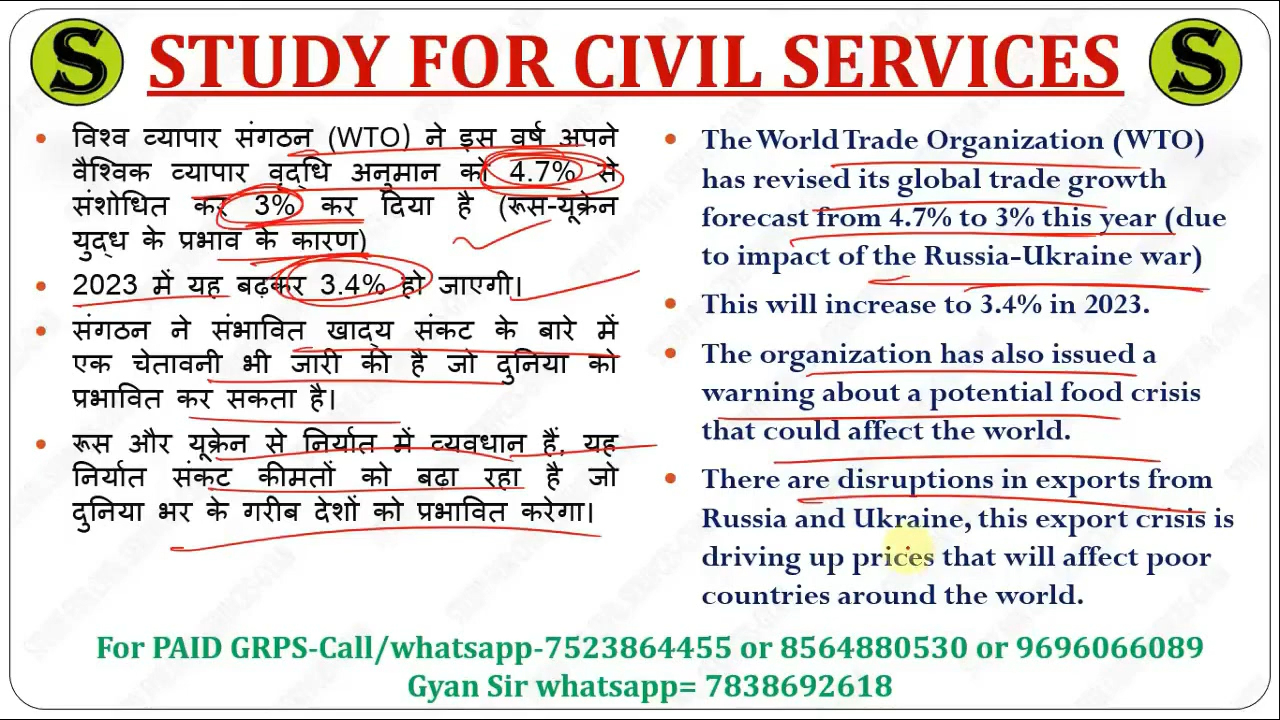 S STUDY FOR CIVIL SERVICES S
विश्व व्यापार संगठन (WTO) ने इस वर्ष अपने
वैश्विक व्यापार वृद्धि अनुमान को 4.7% से
संशोधित कर 3% कर दिया है (रूस-यूक्रेन
युद्ध के प्रभाव के कारण)
2023 में यह बढ़कर 3.4% हो जाएगी।
संगठन ने संभावित खाद्य संकट के बारे में
एक चेतावनी भी जारी की है जो दुनिया को
प्रभावित कर सकता है।
रूस और यूक्रेन से निर्यात में व्यवधान हैं, यह
निर्यात संकट कीमतों को बढा रहा है जो
दुनिया भर के गरीब देशों को प्रभावित करेगा।
The World Trade Organization (WTO)
has revised its global trade growth
forecast from 4.7% to 3% this year (due
to impact of the Russia-Ukraine war)
This will increase to 3.4% in 2023.
The organization has also issued a
warning about a potential food crisis
that could affect the world.
There are disruptions in exports from
Russia and Ukraine, this export crisis is
driving up prices that will affect poor
countries around the world.
For PAID GRPS-Call/whatsapp-7523864455 or 8564880530 or 9696066089
Gyan Sir whatsapp= 7838692618